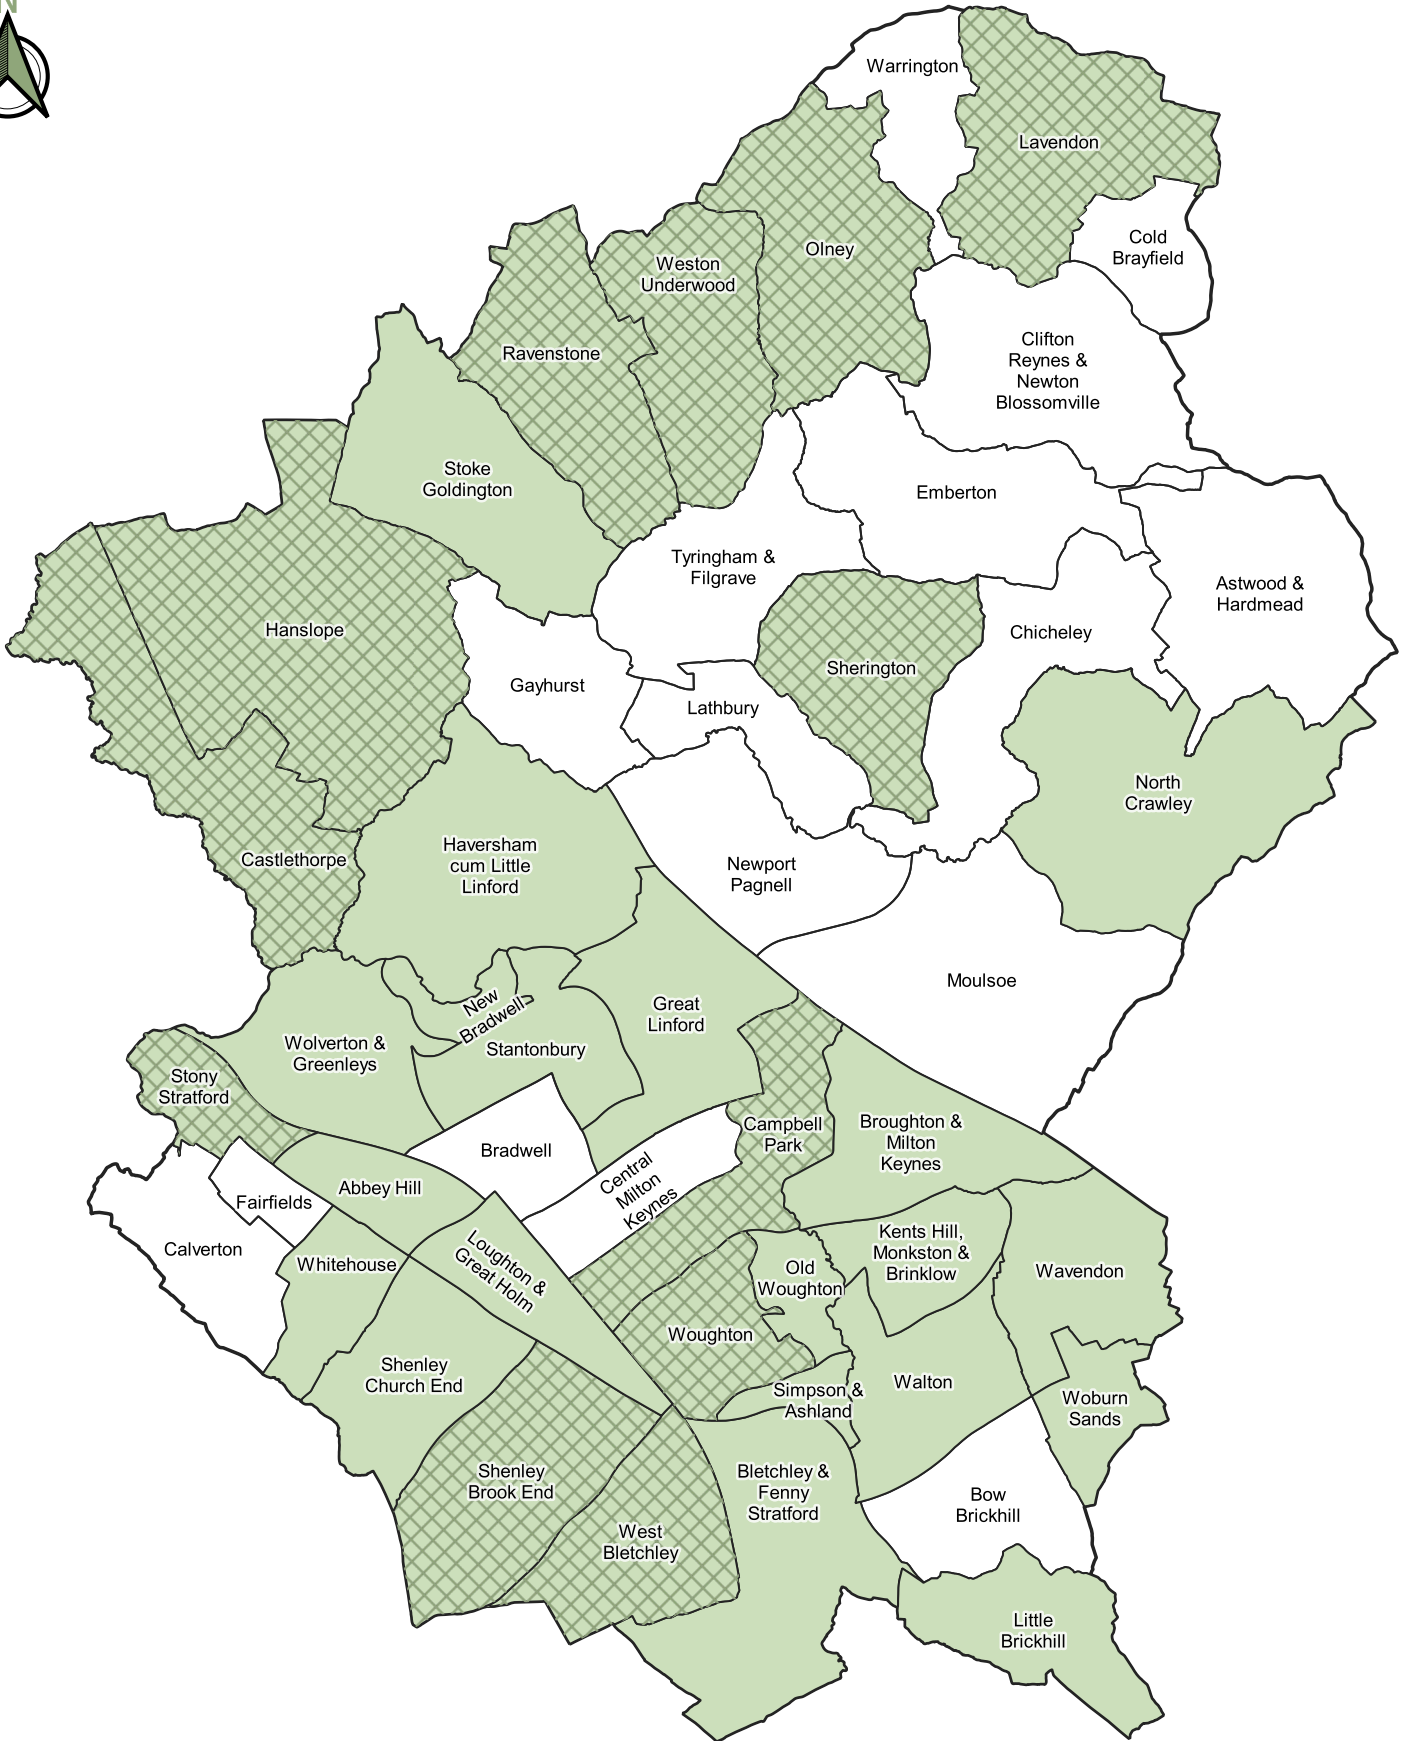 N
Warrington
Lavendon
Cold
Brayfield
Olney
Weston
Underwood
Ravenstone
Clifton
Reynes &
Newton
Blossomville
Stoke
Goldington
Emberton
Tyringham &
Filgrave
Astwood &
Hardmead
Hanslope
Chicheley
Sherington
Gayhurst
Lathbury
North
Crawley
Castlethorpe
Haversham
cum Little
Linford
Newport
Pagnell
Moulsoe
New
Bradwell
Great
Linford
Wolverton &
Greenleys
Stantonbury
Stony
Stratford
Campbell
Park
Broughton &
Milton
Keynes
Bradwell
Central
Milton
Keynes
Abbey Hill
Fairfields
Calverton
Whitehouse
Loughton &
Great Holm
Old
Woughton
Kents Hill,
Monkston &
Brinklow
Wavendon
Woughton
Shenley
Church End
Simpson &
Ashland
Walton
Woburn
Sands
Shenley
Brook End
Bletchley &
Fenny
Stratford
Bow
Brickhill
West
Bletchley
Little
Brickhill